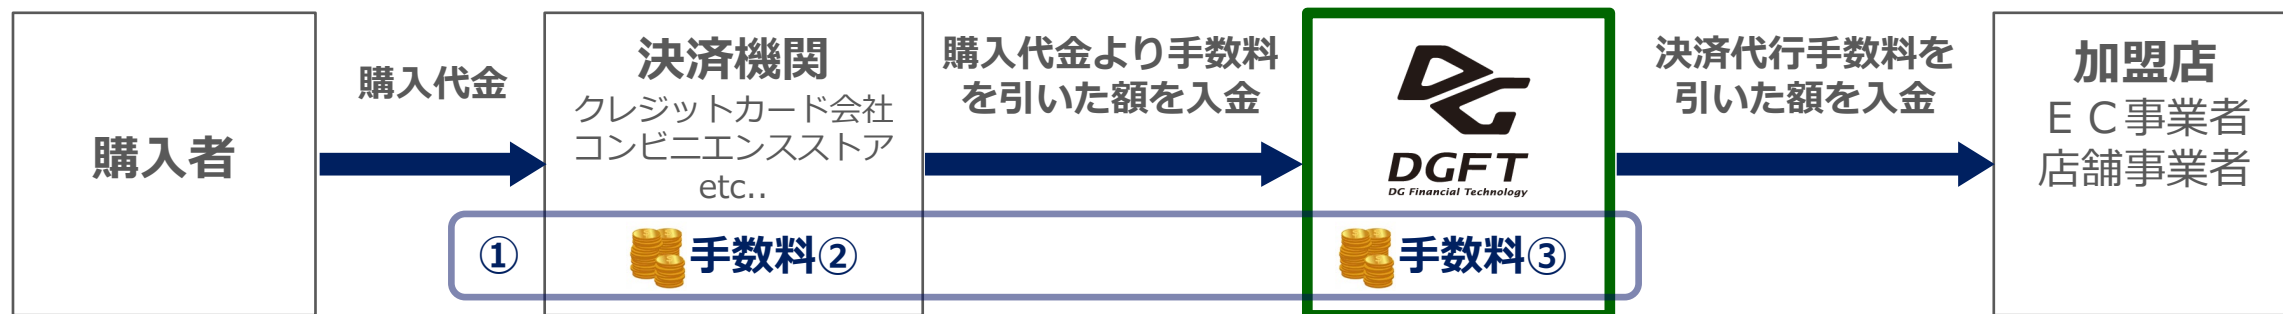 購入者
購入代金
決済機関
クレジットカード会社
コンビニエンスストア
etc..
購入代金より手数料
を引いた額を入金
DGFT
DG Financial Technology
決済代行手数料を
引いた額を入金
加盟店
ＥＣ事業者
店舗事業者
①
手数料②
手数料③